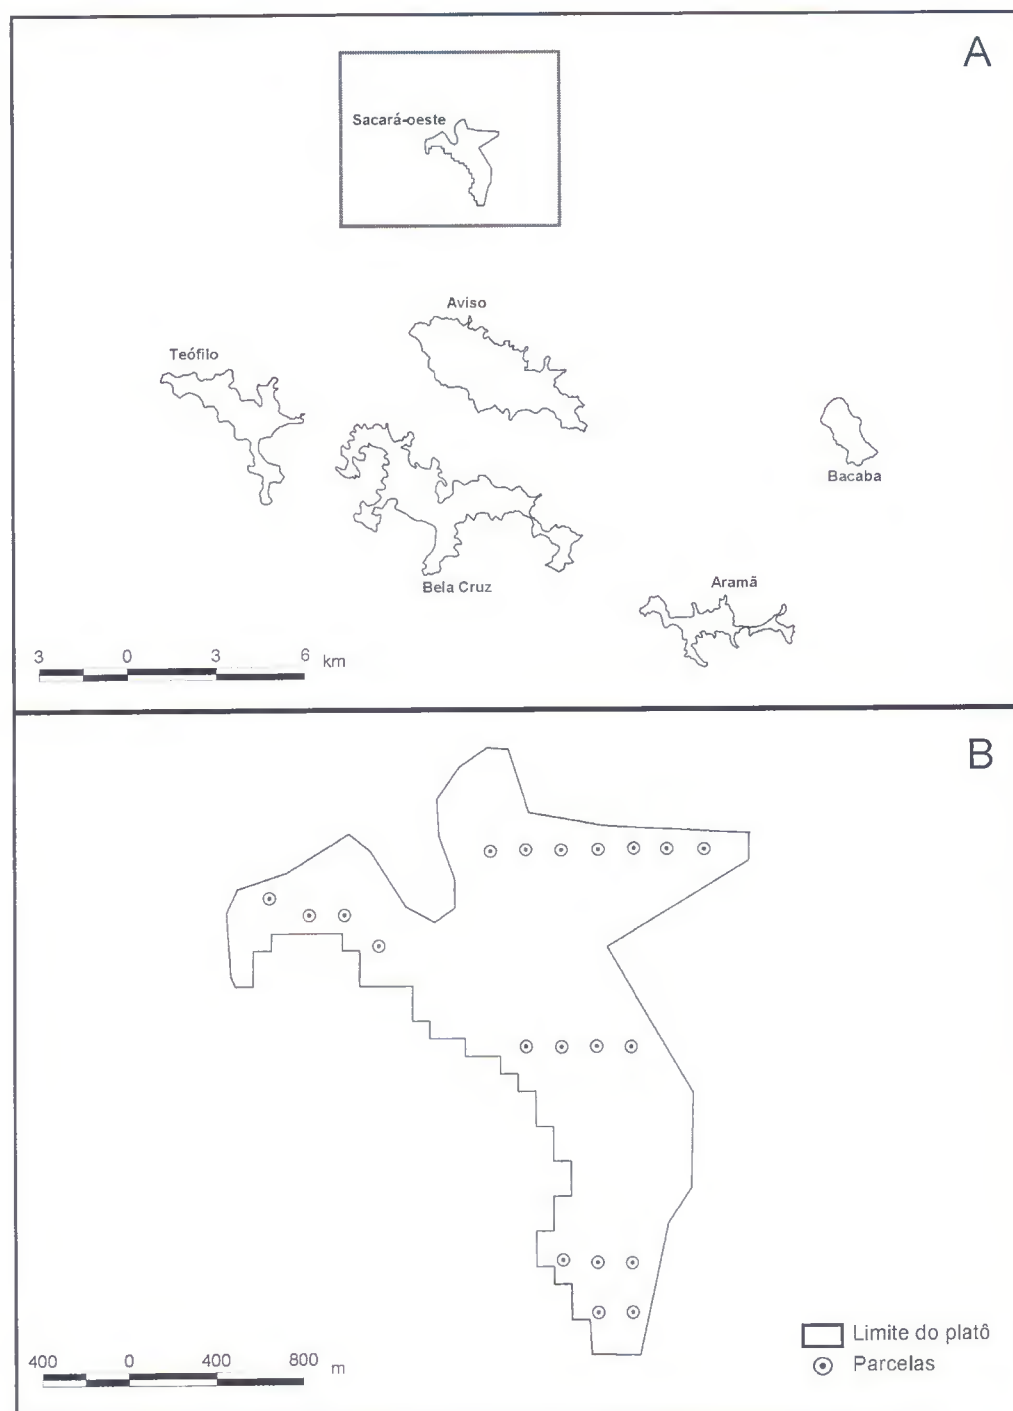 A
Sacará-oeste
Aviso
Teófilo
Bacaba
Bela Cruz
Aramã
3 0 3 6 km
B
Limite do platô
Parcelas
400 0 400 800 m